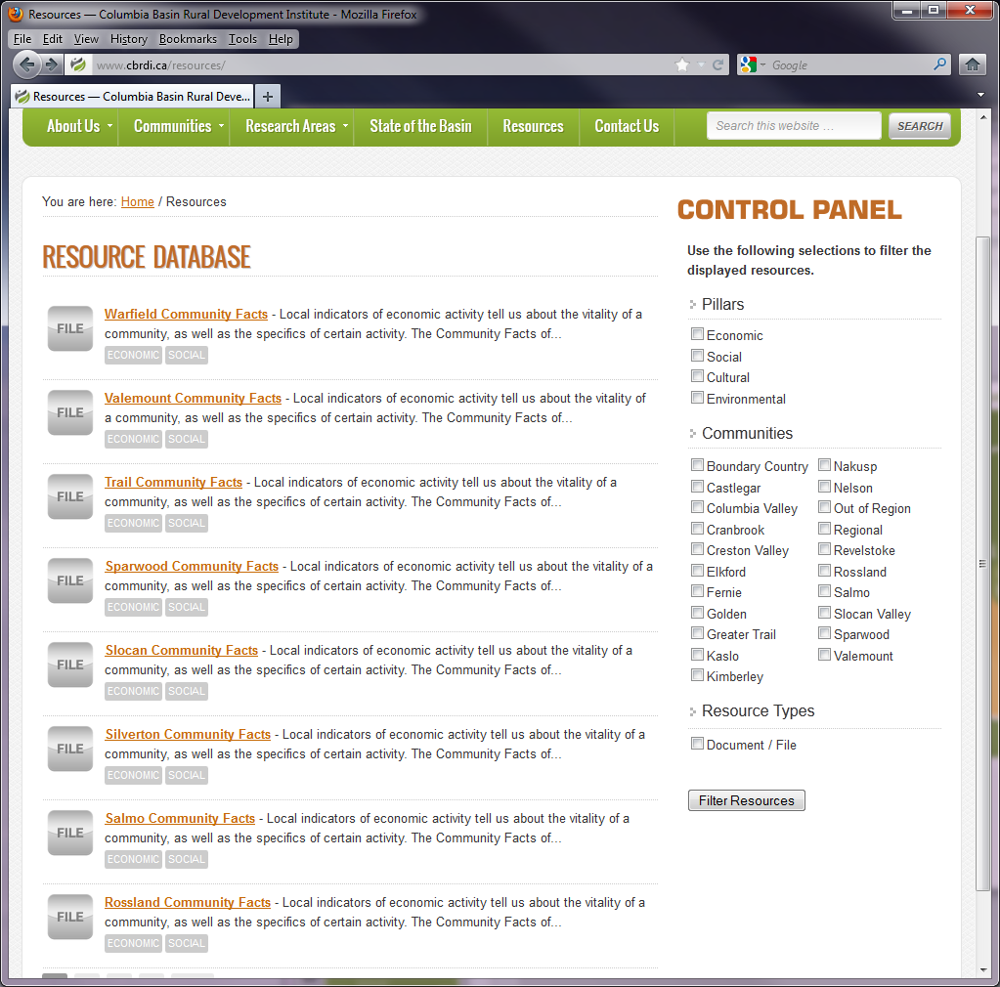 Resources — Columbia Basin Rural Development Institute - Mozilla Firefox
File Edit View History Bookmarks Tools Help
www.cbrdi.ca/resources/
Google
Resources — Columbia Basin Rural Deve...
About Us Communities Research Areas State of the Basin Resources Contact Us
Search this website …
SEARCH
You are here: Home / Resources
RESOURCE DATABASE
FILE
Warfield Community Facts - Local indicators of economic activity tell us about the vitality of a
community, as well as the specifics of certain activity. The Community Facts of...
ECONOMIC SOCIAL
FILE
Valemount Community Facts - Local indicators of economic activity tell us about the vitality of
a community, as well as the specifics of certain activity. The Community Facts of...
ECONOMIC SOCIAL
FILE
Trail Community Facts - Local indicators of economic activity tell us about the vitality of a
community, as well as the specifics of certain activity. The Community Facts of...
ECONOMIC SOCIAL
FILE
Sparwood Community Facts - Local indicators of economic activity tell us about the vitality of a
community, as well as the specifics of certain activity. The Community Facts of...
ECONOMIC SOCIAL
FILE
Slocan Community Facts - Local indicators of economic activity tell us about the vitality of a
community, as well as the specifics of certain activity. The Community Facts of...
ECONOMIC SOCIAL
FILE
Silverton Community Facts - Local indicators of economic activity tell us about the vitality of a
community, as well as the specifics of certain activity. The Community Facts of...
ECONOMIC SOCIAL
FILE
Salmo Community Facts - Local indicators of economic activity tell us about the vitality of a
community, as well as the specifics of certain activity. The Community Facts of...
ECONOMIC SOCIAL
FILE
Rossland Community Facts - Local indicators of economic activity tell us about the vitality of a
community, as well as the specifics of certain activity. The Community Facts of...
ECONOMIC SOCIAL
CONTROL PANEL
Use the following selections to filter the
displayed resources.
Pillars
Economic
Social
Cultural
Environmental
Communities
Boundary Country
Castlegar
Columbia Valley
Cranbrook
Creston Valley
Elkford
Fernie
Golden
Greater Trail
Kaslo
Kimberley
Nakusp
Nelson
Out of Region
Regional
Revelstoke
Rossland
Salmo
Slocan Valley
Sparwood
Valemount
Resource Types
Document / File
Filter Resources